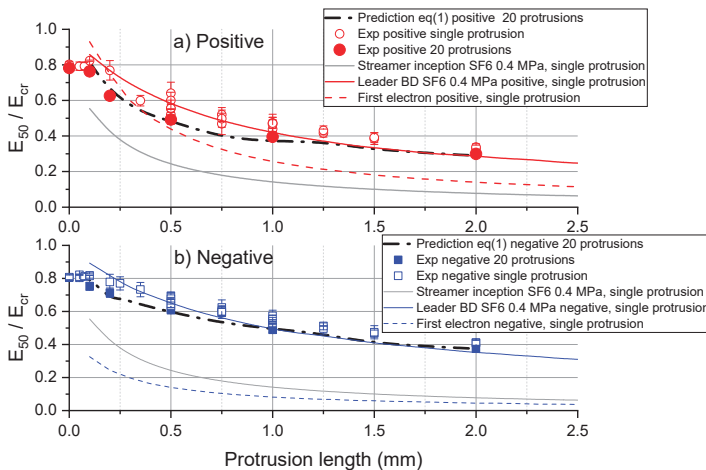 a) Positive
Prediction eq(1) positive 20 protrusions
Exp positive single protrusion
Exp positive 20 protrusions
Streamer inception SF6 0.4 MPa, single protrusion
Leader BD SF6 0.4 MPa positive, single protrusion
First electron positive, single protrusion
1.0
0.8
0.6
0.4
0.2
0.0
E50 / Ecr
0.0 0.5 1.0 1.5 2.0 2.5
b) Negative
Prediction eq(1) negative 20 protrusions
Exp negative 20 protrusions
Exp negative single protrusion
Streamer inception SF6 0.4 MPa, single protrusion
Leader BD SF6 0.4 MPa negative, single protrusion
First electron negative, single protrusion
1.0
0.8
0.6
0.4
0.2
0.0
E50 / Ecr
0.0 0.5 1.0 1.5 2.0 2.5
Protrusion length (mm)